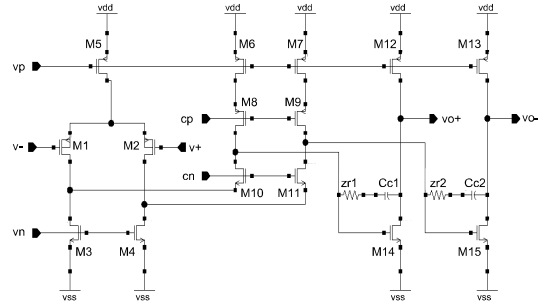 vdd vdd vdd vdd vdd
M5 M6 M7 M12 M13
vp
M8 M9
cp vo+ vo-
v- M1 M2 v+
cn zr1 Cc1 zr2 Cc2
M10 M11
vn
M3 M4 M14 M15
vss vss vss vss